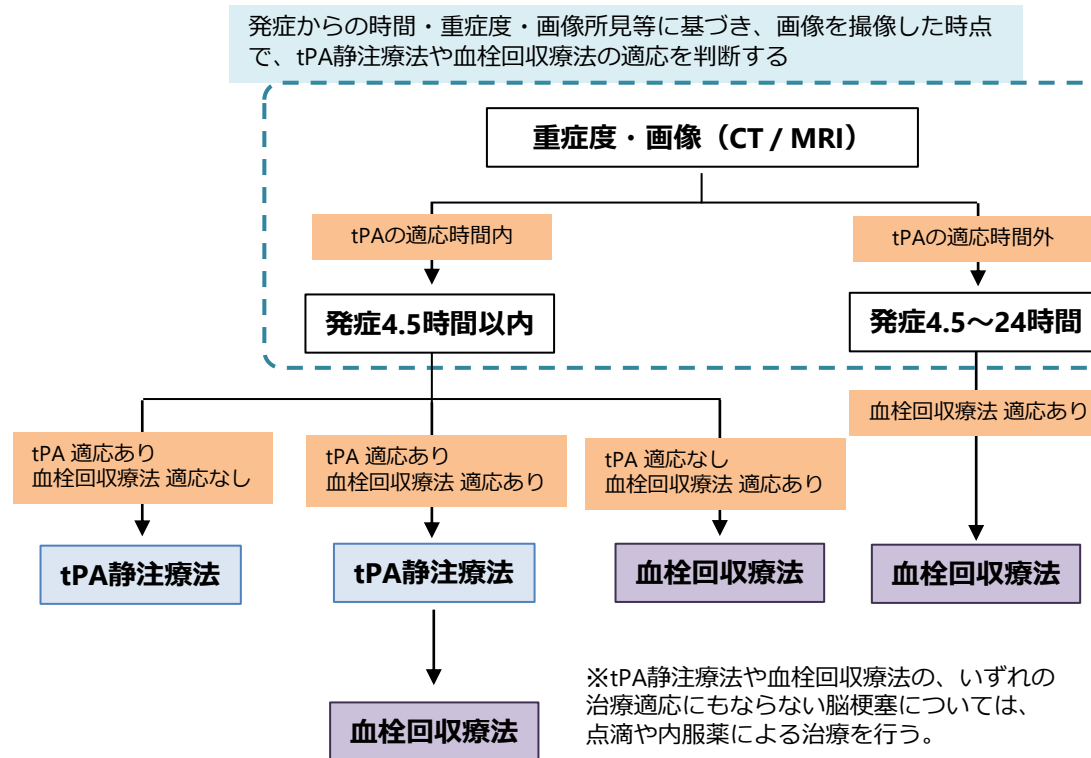 発症からの時間・重症度・画像所見等に基づき、画像を撮像した時点
で、tPA静注療法や血栓回収療法の適応を判断する
重症度・画像（CT / MRI）
tPAの適応時間内
tPAの適応時間外
発症4.5時間以内
発症4.5～24時間
血栓回収療法 適応あり
tPA 適応あり
血栓回収療法 適応なし
tPA 適応あり
血栓回収療法 適応あり
tPA 適応なし
血栓回収療法 適応あり
tPA静注療法
tPA静注療法
血栓回収療法
血栓回収療法
血栓回収療法
※tPA静注療法や血栓回収療法の、いずれの
治療適応にもならない脳梗塞については、
点滴や内服薬による治療を行う。